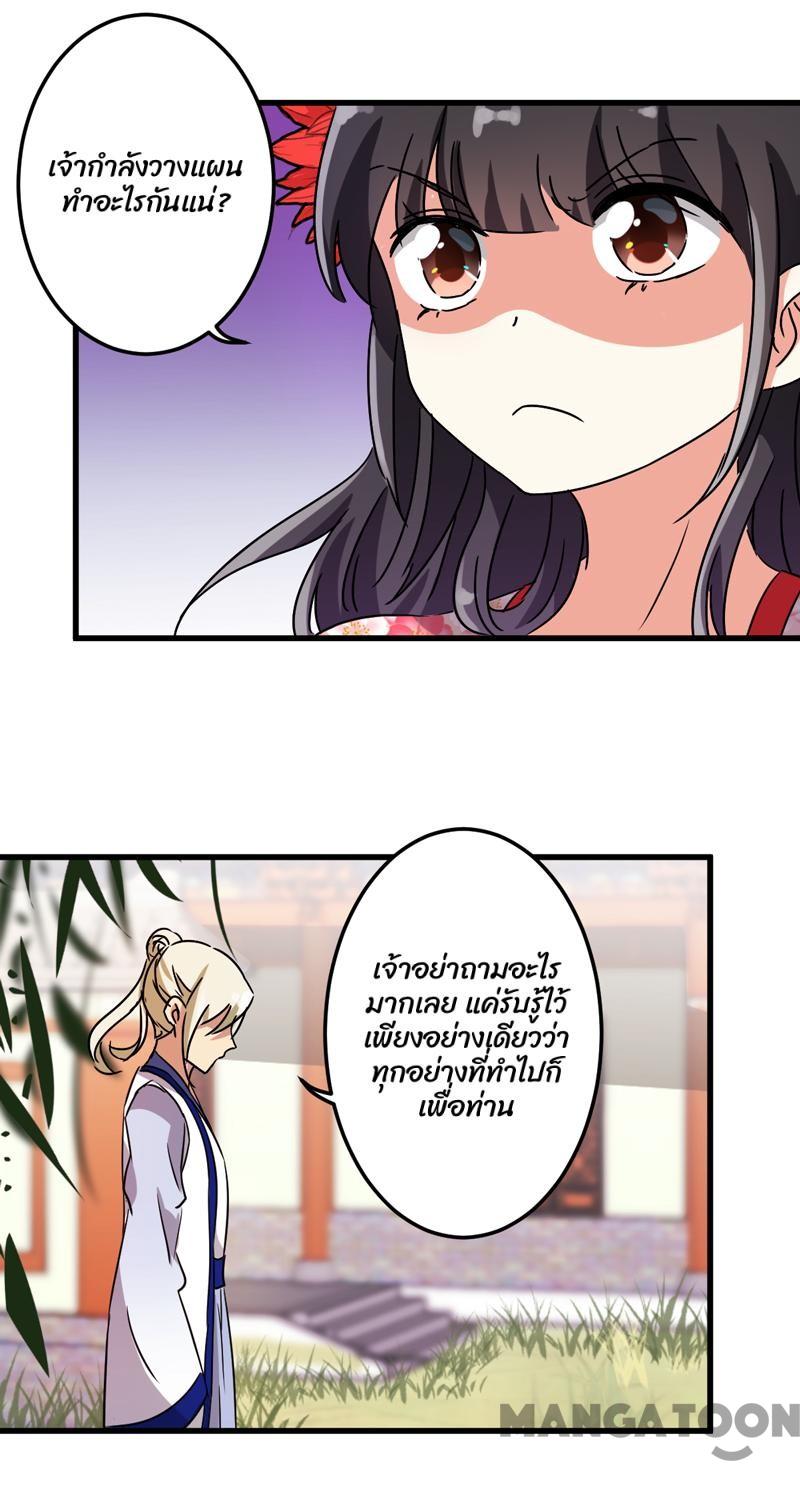 เจ้ากำลังวางแผน
ทำอะไรกันแน่?
เจ้าอย่าถามอะไร
มากเลย แค่รับรู้ไว้
เพียงอย่างเดียวว่า
ทุกอย่างที่ทำไปก็
เพื่อท่าน
MANGATOON